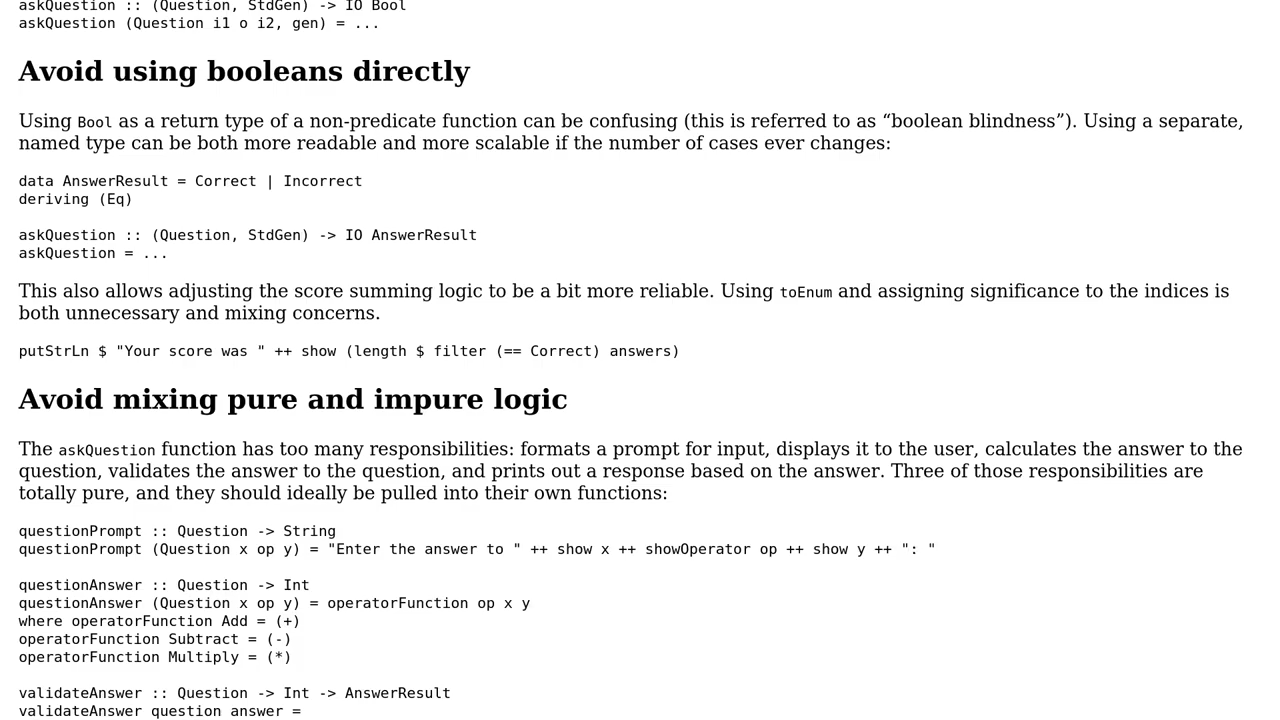 askQuestion :: (Question, StdGen) -> IO Bool
askQuestion (Question i1 o i2, gen) = ...
Avoid using booleans directly
Using Bool as a return type of a non-predicate function can be confusing (this is referred to as “boolean blindness”). Using a separate,
named type can be both more readable and more scalable if the number of cases ever changes:
data AnswerResult = Correct | Incorrect
deriving (Eq)
askQuestion :: (Question, StdGen) -> IO AnswerResult
askQuestion = ...
This also allows adjusting the score summing logic to be a bit more reliable. Using toEnum and assigning significance to the indices is
both unnecessary and mixing concerns.
putStrLn $ "Your score was " ++ show (length $ filter (== Correct) answers)
Avoid mixing pure and impure logic
The askQuestion function has too many responsibilities: formats a prompt for input, displays it to the user, calculates the answer to the
question, validates the answer to the question, and prints out a response based on the answer. Three of those responsibilities are
totally pure, and they should ideally be pulled into their own functions:
questionPrompt :: Question -> String
questionPrompt (Question x op y) = "Enter the answer to " ++ show x ++ showOperator op ++ show y ++ ": "
questionAnswer :: Question -> Int
questionAnswer (Question x op y) = operatorFunction op x y
where operatorFunction Add = (+)
operatorFunction Subtract = (-)
operatorFunction Multiply = (*)
validateAnswer :: Question -> Int -> AnswerResult
validateAnswer question answer =